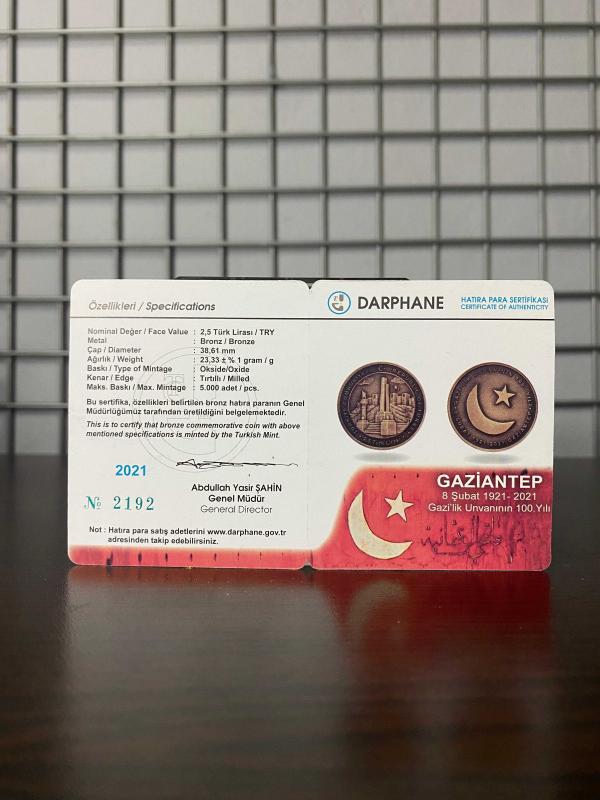 Özellikleri / Specifications
Nominal Değer / Face Value : 2,5 Türk Lirası / TRY
Metal : Bronz / Bronze
Çap / Diameter : 38,61 mm
Ağırlık / Weight : 23,33 ± % 1 gram / g
Baskı / Type of Mintage : Okside/Oxide
Kenar / Edge : Tırtıllı / Milled
Maks. Baskı / Max. Mintage : 5.000 adet / pcs.
Bu sertifika, özelikleri belirtilen bronz hatıra paranın Genel
Müdürlüğümüz tarafından üretildiğini belgelemektedir.
This is to certify that bronze commemorative coin with above
mentioned specifications is minted by the Turkish Mint.
2021
Nº 2192
Abdullah Yasir ŞAHİN
Genel Müdür
General Director
Not : Hatıra para satış adetlerini www.darphane.gov.tr
adresinden takip edebilirsiniz.
DARPHANE
HATIRA PARA SERTİFİKASI
CERTIFICATE OF AUTHENTICITY
GAZİANTEP
8 Şubat 1921- 2021
Gazi'lik Unvanının 100.Yılı